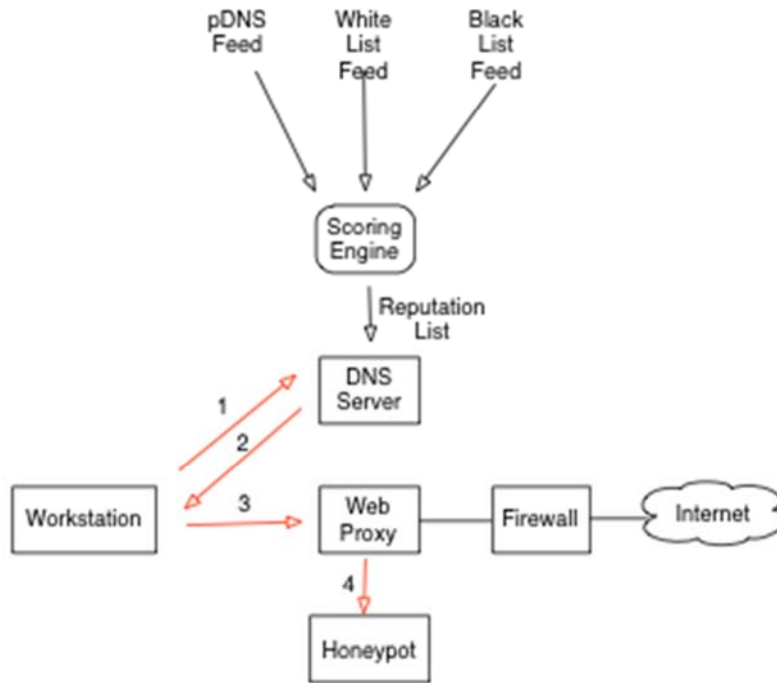 pDNS
Feed
White
List
Feed
Black
List
Feed
Scoring
Engine
Reputation
List
DNS
Server
1
2
Workstation
3
Web
Proxy
Firewall
Internet
4
Honeypot